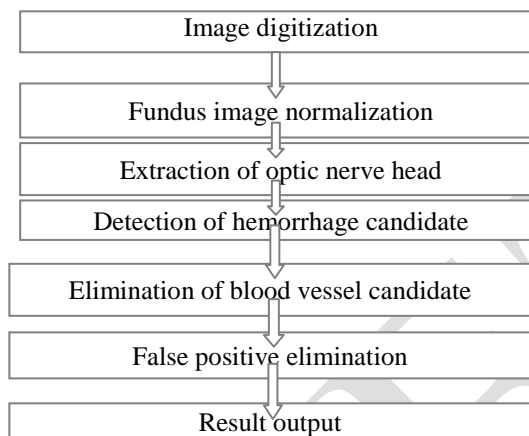 Image digitization
Fundus image normalization
Extraction of optic nerve head
Detection of hemorrhage candidate
Elimination of blood vessel candidate
False positive elimination
Result output